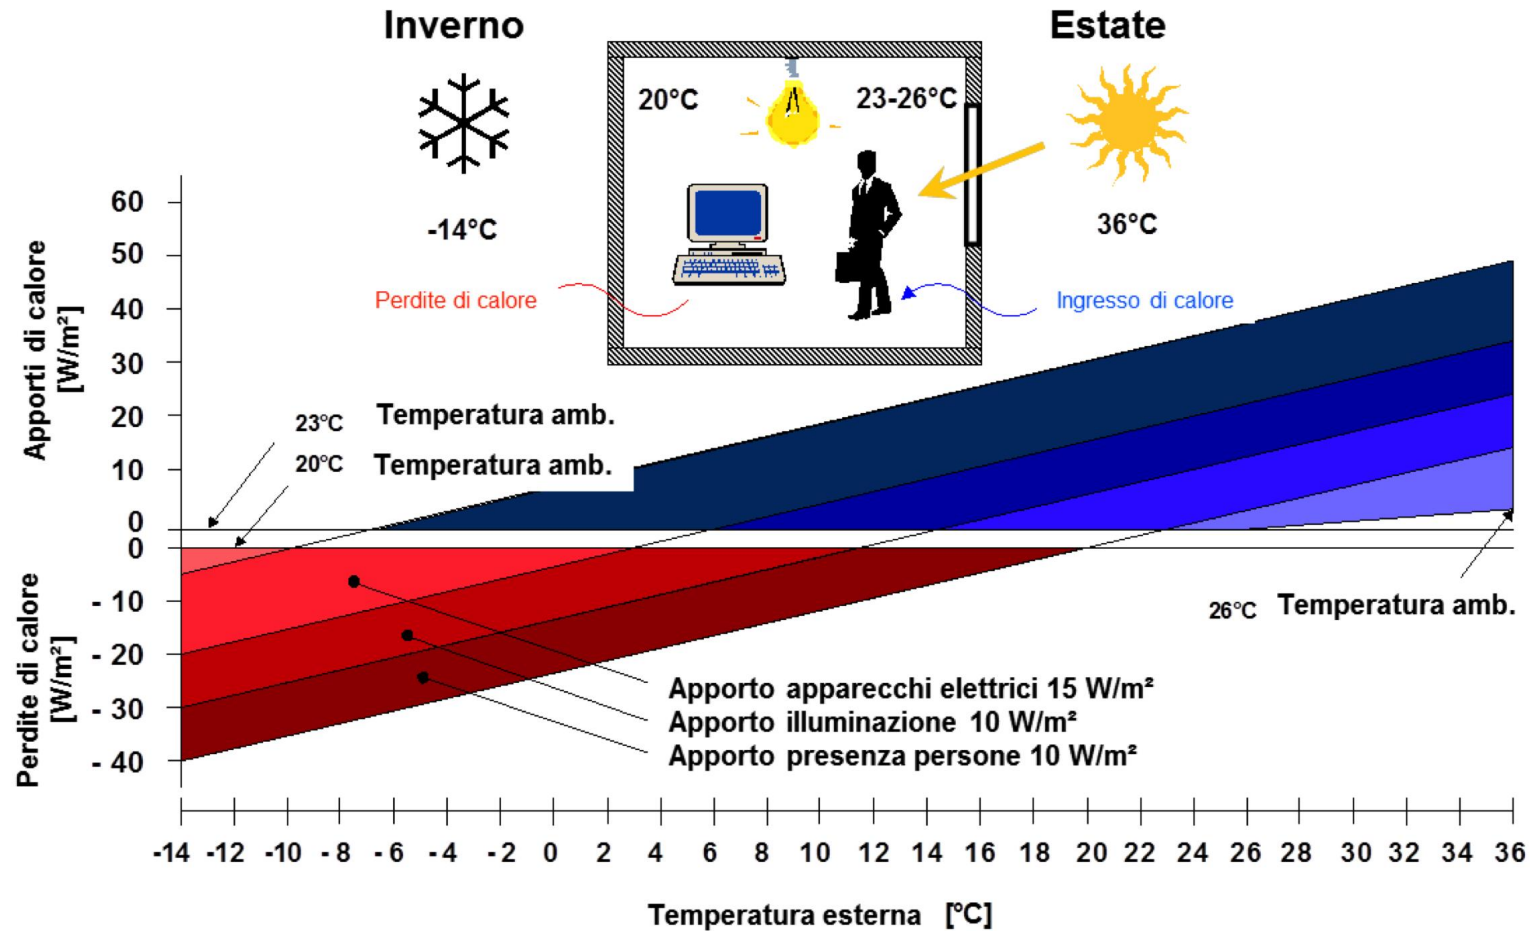 Inverno
Estate
20°C
23-26°C
-14°C
36°C
Perdite di calore
Ingresso di calore
Apporti di calore
[W/m²]
60
50
40
30
20
10
0
23°C Temperatura amb.
20°C Temperatura amb.
Perdite di calore
[W/m²]
0
- 10
- 20
- 30
- 40
26°C Temperatura amb.
Apporto apparecchi elettrici 15 W/m²
Apporto illuminazione 10 W/m²
Apporto presenza persone 10 W/m²
-14 -12 -10 - 8 - 6 - 4 - 2 0 2 4 6 8 10 12 14 16 18 20 22 24 26 28 30 32 34 36
Temperatura esterna [°C]